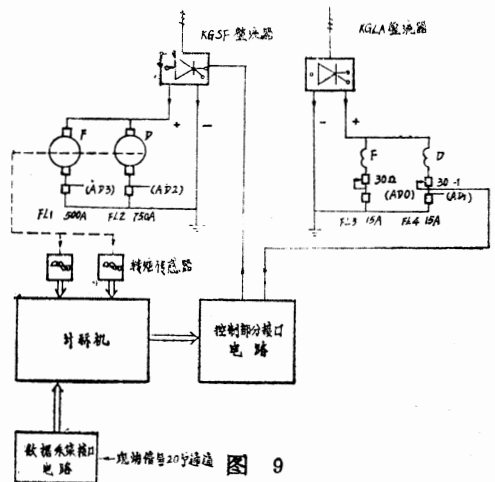 KGSF 整流器
KGLA 整流器
+
−
−
+
F
D
F
D
30Ω
30-1
(AD3)
(AD2)
(AD0)
(AD1)
FL1 500A
FL2 750A
FL3 15A
FL4 15A
转矩传感器
计标机
控制部分接口
电路
数据采集接口
电路
现场信号20个通道
图 9